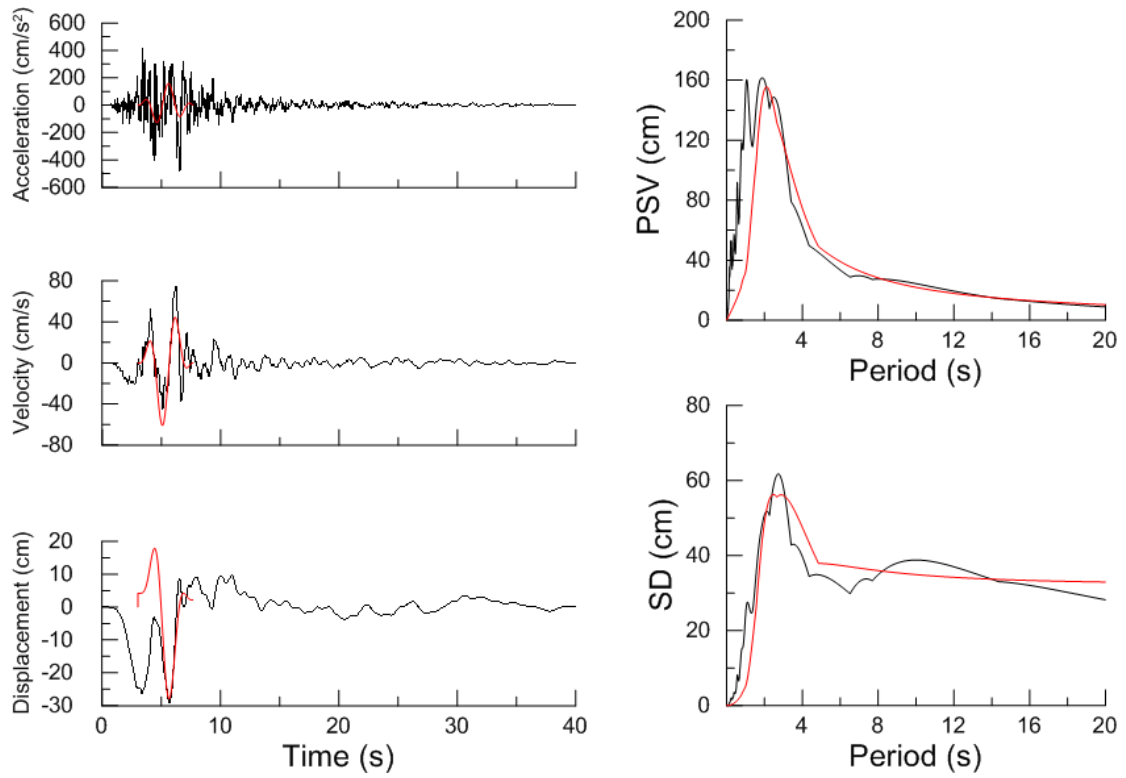 600
400
200
0
-200
-400
-600
Acceleration (cm/s²)
80
40
0
-40
-80
Velocity (cm/s)
20
10
0
-10
-20
-30
Displacement (cm)
0 10 20 30 40
Time (s)
200
160
120
80
40
0
PSV (cm)
4 8 12 16 20
Period (s)
80
60
40
20
0
SD (cm)
4 8 12 16 20
Period (s)